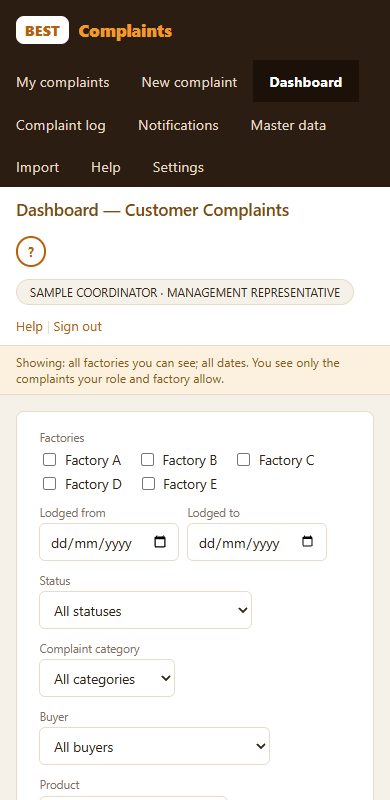 BEST Complaints
My complaints New complaint Dashboard
Complaint log Notifications Master data
Import Help Settings
Dashboard — Customer Complaints
?
SAMPLE COORDINATOR · MANAGEMENT REPRESENTATIVE
Help | Sign out
Showing: all factories you can see; all dates. You see only the
complaints your role and factory allow.
Factories
Factory A Factory B Factory C
Factory D Factory E
Lodged from Lodged to
dd/mm/yyyy dd/mm/yyyy
Status
All statuses
Complaint category
All categories
Buyer
All buyers
Product